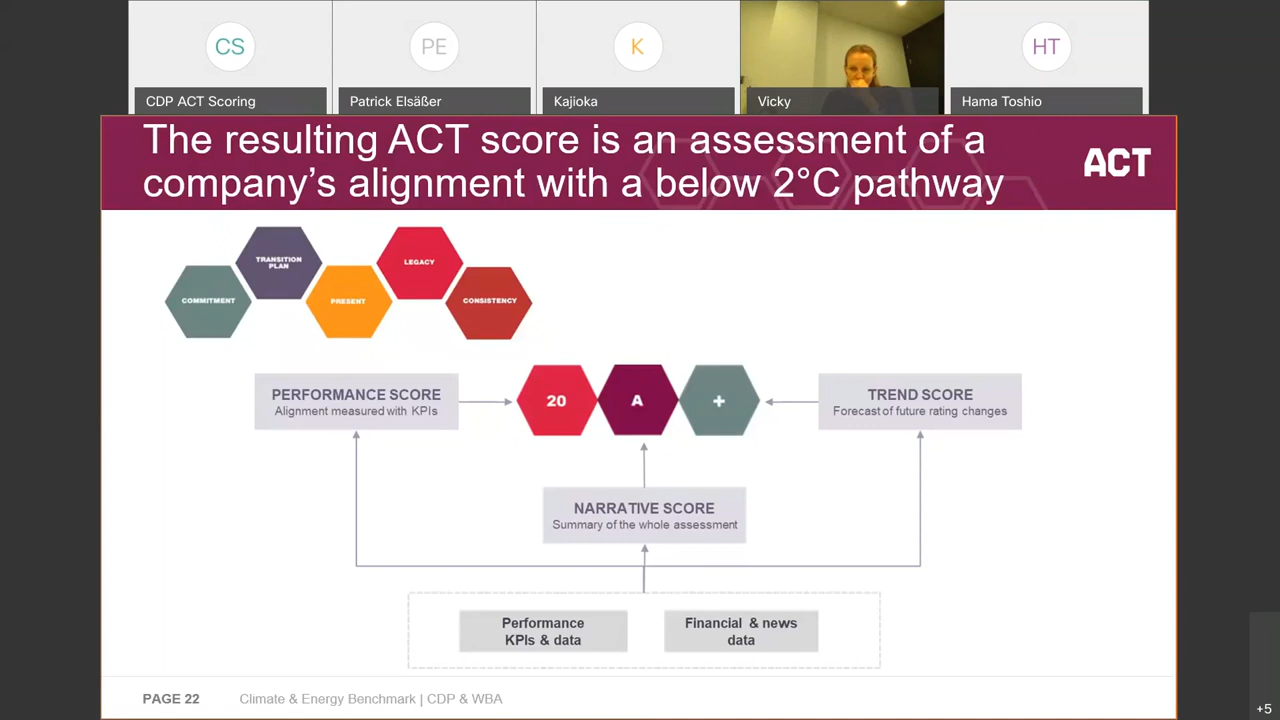 CS
PE
K
HT
CDP ACT Scoring
Patrick Elsäßer
Kajioka
Vicky
Hama Toshio
The resulting ACT score is an assessment of a
company's alignment with a below 2°C pathway
ACT
COMMITMENT
TRANSITION
PLAN
PRESENT
LEGACY
CONSISTENCY
PERFORMANCE SCORE
Alignment measured with KPIs
20
A
+
TREND SCORE
Forecast of future rating changes
NARRATIVE SCORE
Summary of the whole assessment
Performance
KPIs & data
Financial & news
data
PAGE 22
Climate & Energy Benchmark | CDP & WBA
+5